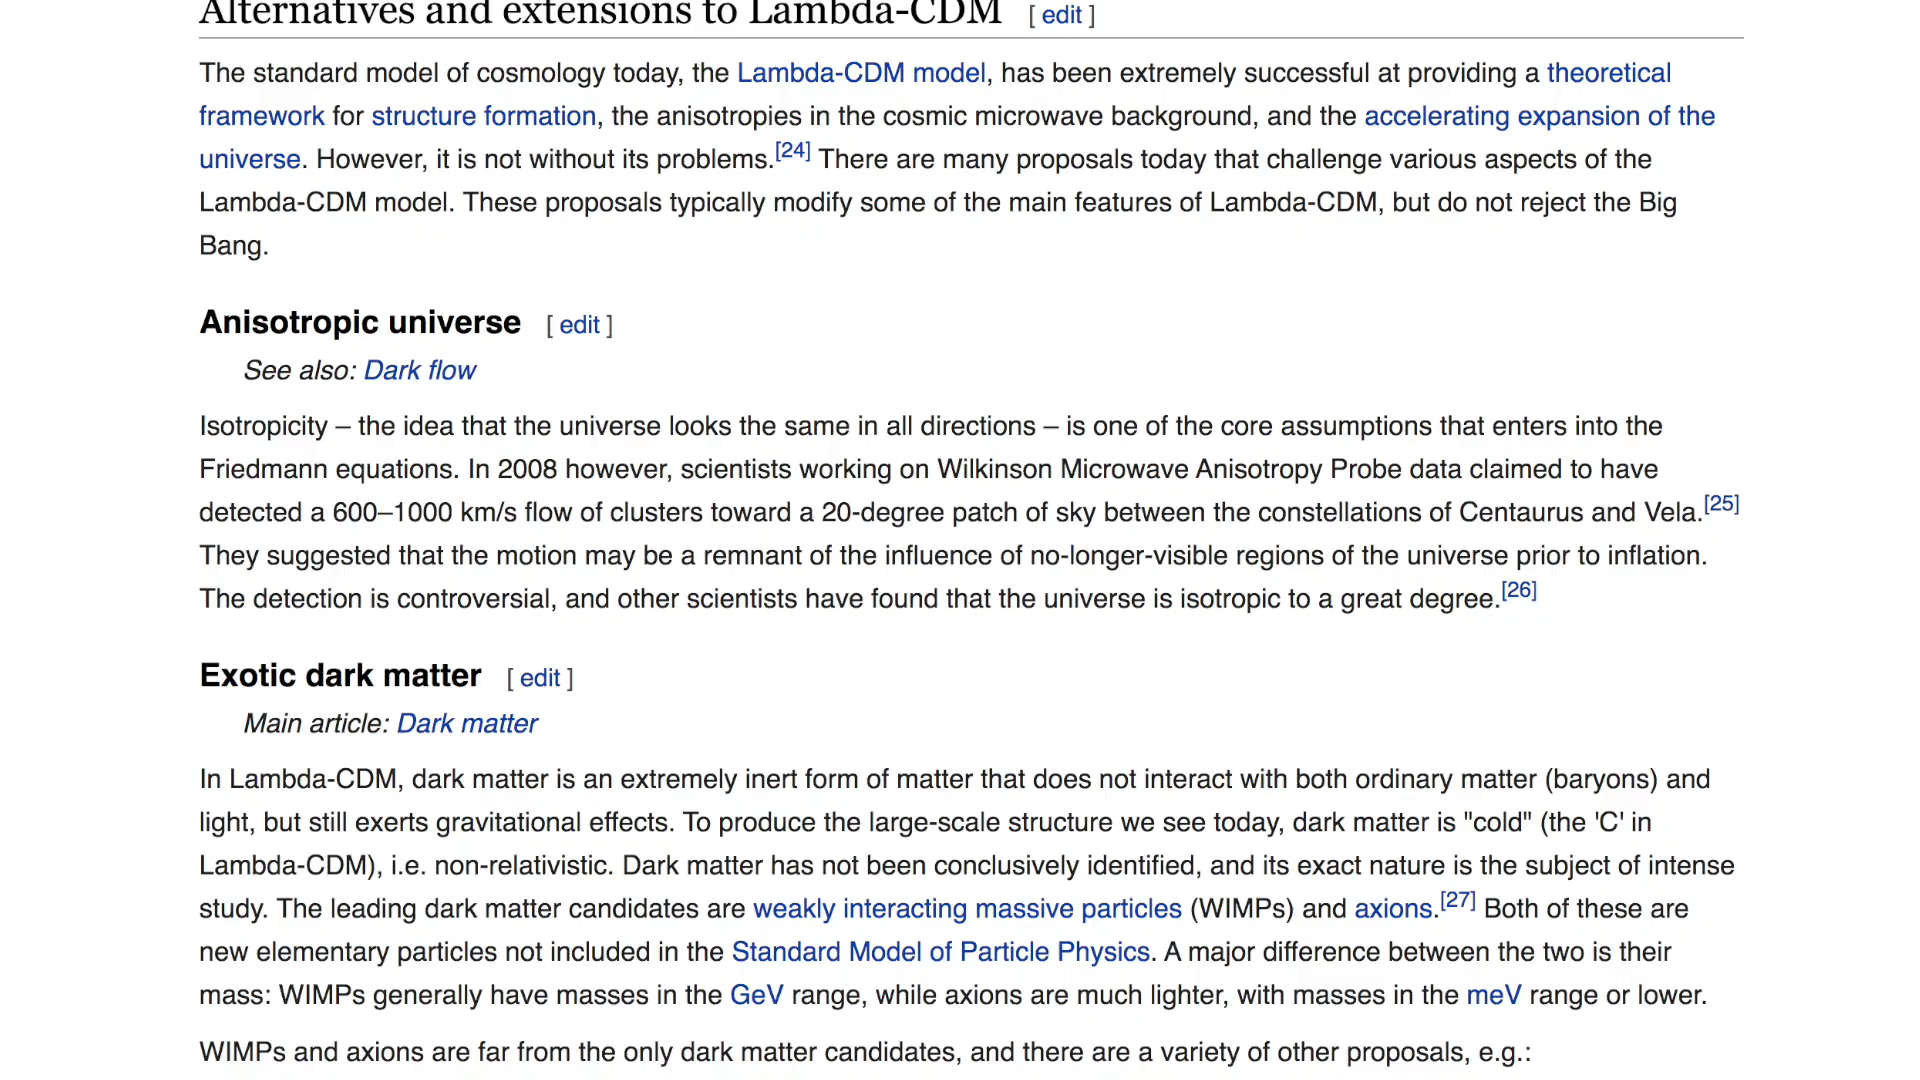 Alternatives and extensions to Lambda-CDM [ edit ]
The standard model of cosmology today, the Lambda-CDM model, has been extremely successful at providing a theoretical
framework for structure formation, the anisotropies in the cosmic microwave background, and the accelerating expansion of the
universe. However, it is not without its problems.[24] There are many proposals today that challenge various aspects of the
Lambda-CDM model. These proposals typically modify some of the main features of Lambda-CDM, but do not reject the Big
Bang.
Anisotropic universe [ edit ]
See also: Dark flow
Isotropicity – the idea that the universe looks the same in all directions – is one of the core assumptions that enters into the
Friedmann equations. In 2008 however, scientists working on Wilkinson Microwave Anisotropy Probe data claimed to have
detected a 600–1000 km/s flow of clusters toward a 20-degree patch of sky between the constellations of Centaurus and Vela.[25]
They suggested that the motion may be a remnant of the influence of no-longer-visible regions of the universe prior to inflation.
The detection is controversial, and other scientists have found that the universe is isotropic to a great degree.[26]
Exotic dark matter [ edit ]
Main article: Dark matter
In Lambda-CDM, dark matter is an extremely inert form of matter that does not interact with both ordinary matter (baryons) and
light, but still exerts gravitational effects. To produce the large-scale structure we see today, dark matter is "cold" (the 'C' in
Lambda-CDM), i.e. non-relativistic. Dark matter has not been conclusively identified, and its exact nature is the subject of intense
study. The leading dark matter candidates are weakly interacting massive particles (WIMPs) and axions.[27] Both of these are
new elementary particles not included in the Standard Model of Particle Physics. A major difference between the two is their
mass: WIMPs generally have masses in the GeV range, while axions are much lighter, with masses in the meV range or lower.
WIMPs and axions are far from the only dark matter candidates, and there are a variety of other proposals, e.g.: